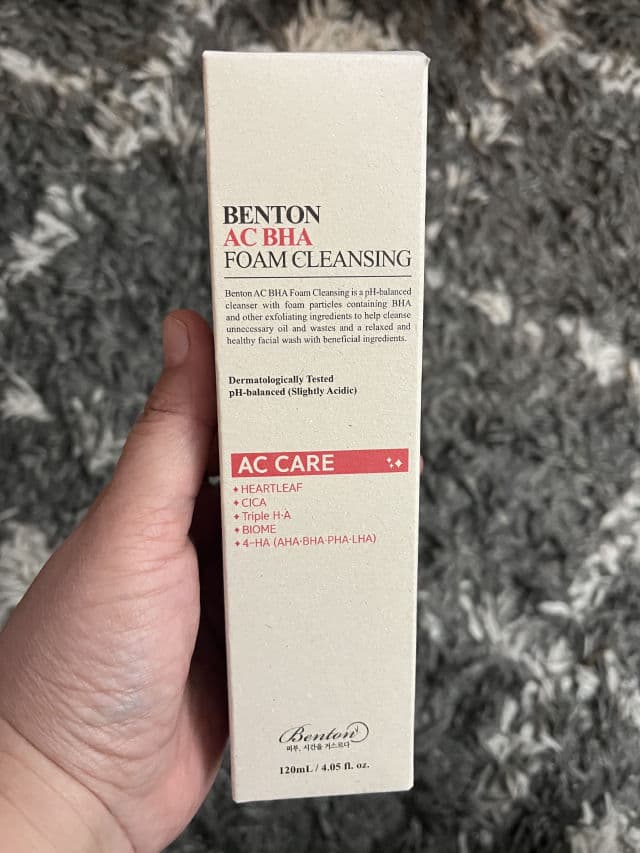 BENTON
AC BHA
FOAM CLEANSING
Benton AC BHA Foam Cleansing is a pH-balanced
cleanser with foam particles containing BHA
and other exfoliating ingredients to help cleanse
unnecessary oil and wastes and a relaxed and
healthy facial wash with beneficial ingredients.
Dermatologically Tested
pH-balanced (Slightly Acidic)
AC CARE
HEARTLEAF
CICA
Triple H·A
BIOME
4-HA (AHA·BHA·PHA·LHA)
Benton
피부, 시간을 거스르다
120mL / 4.05 fl. oz.